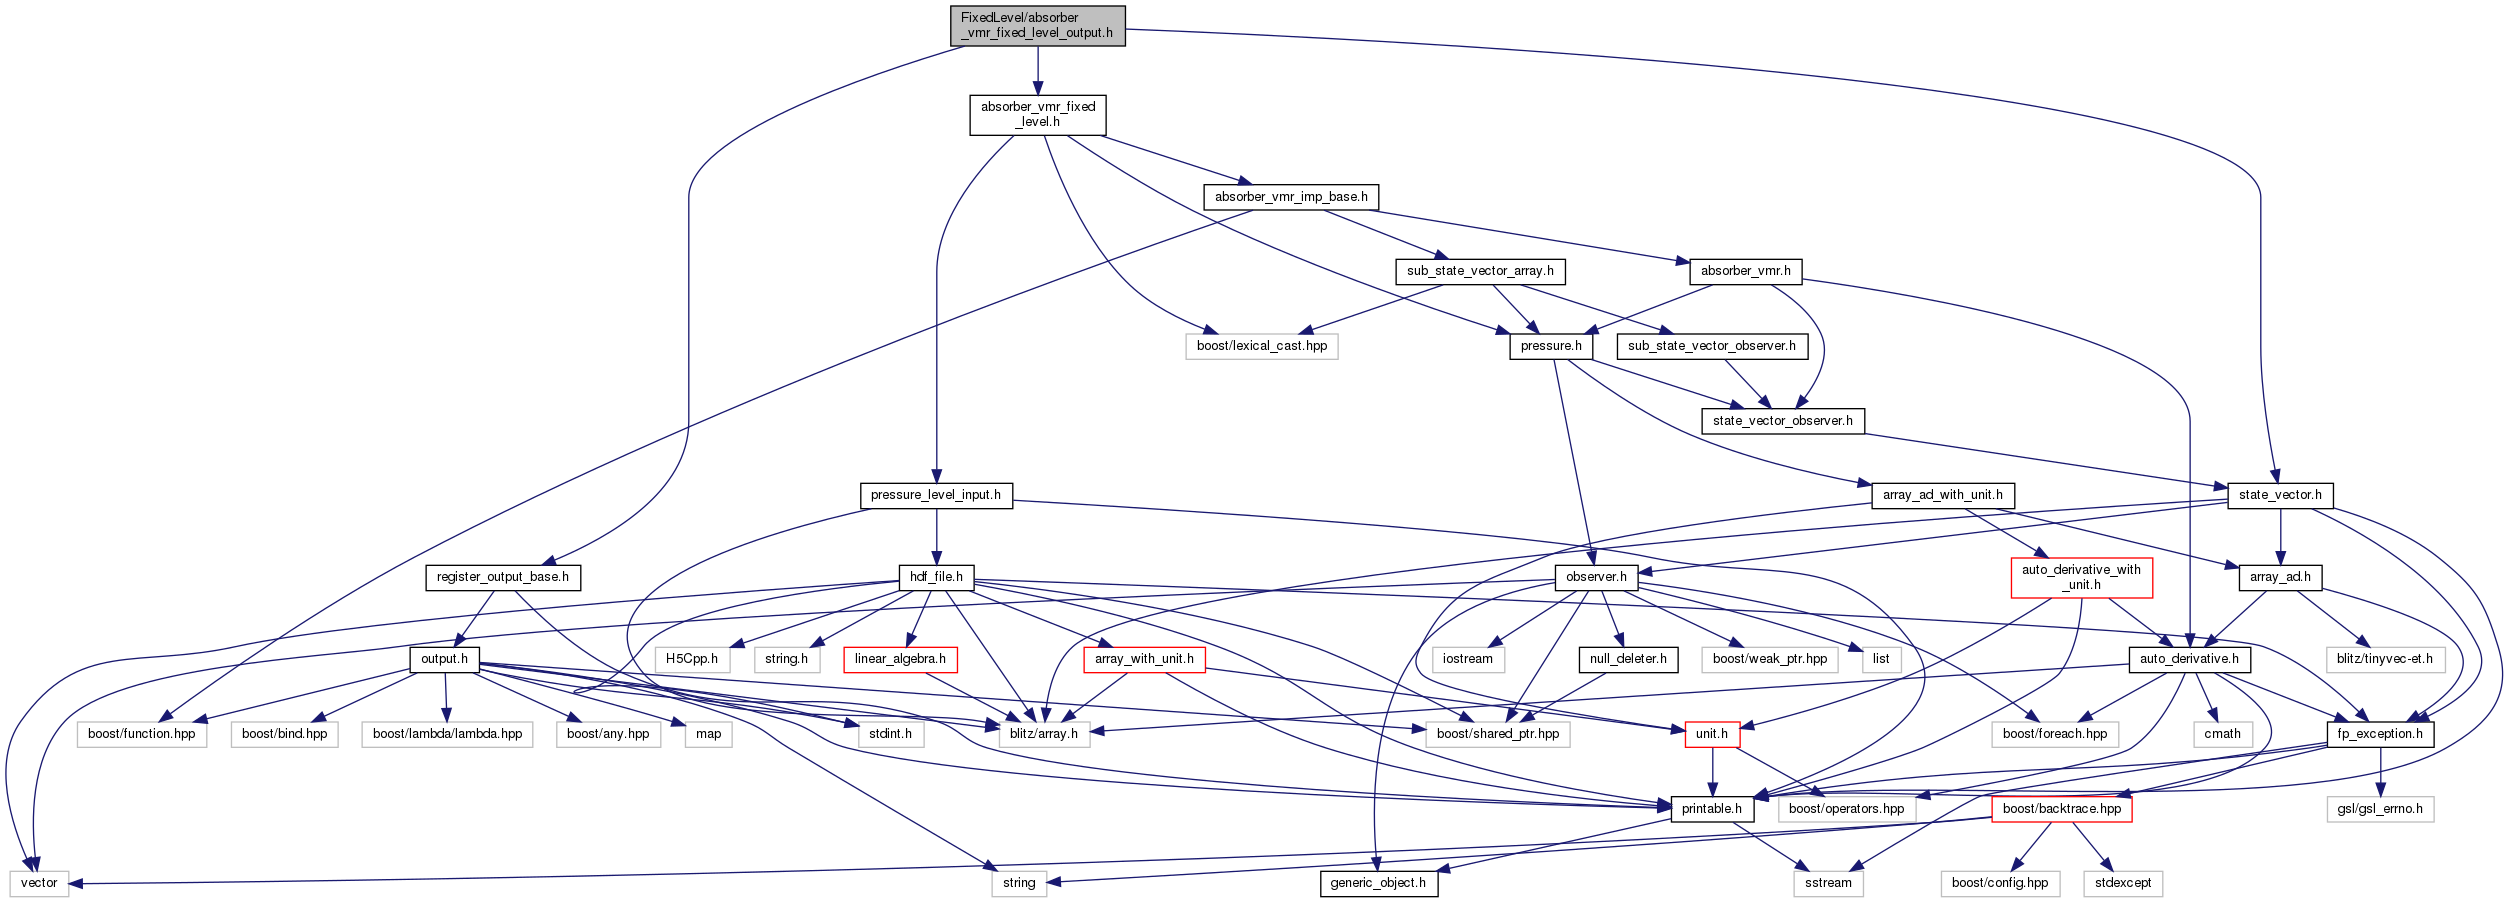 FixedLevel/absorber
_vmr_fixed_level_output.h
absorber_vmr_fixed
_level.h
absorber_vmr_imp_base.h
sub_state_vector_array.h
absorber_vmr.h
boost/lexical_cast.hpp
pressure.h
sub_state_vector_observer.h
state_vector_observer.h
pressure_level_input.h
array_ad_with_unit.h
state_vector.h
register_output_base.h
hdf_file.h
observer.h
auto_derivative_with
_unit.h
array_ad.h
output.h
H5Cpp.h
string.h
linear_algebra.h
array_with_unit.h
iostream
null_deleter.h
boost/weak_ptr.hpp
list
auto_derivative.h
blitz/tinyvec-et.h
boost/function.hpp
boost/bind.hpp
boost/lambda/lambda.hpp
boost/any.hpp
map
stdint.h
blitz/array.h
boost/shared_ptr.hpp
unit.h
boost/foreach.hpp
cmath
fp_exception.h
printable.h
boost/operators.hpp
boost/backtrace.hpp
gsl/gsl_errno.h
vector
string
generic_object.h
sstream
boost/config.hpp
stdexcept